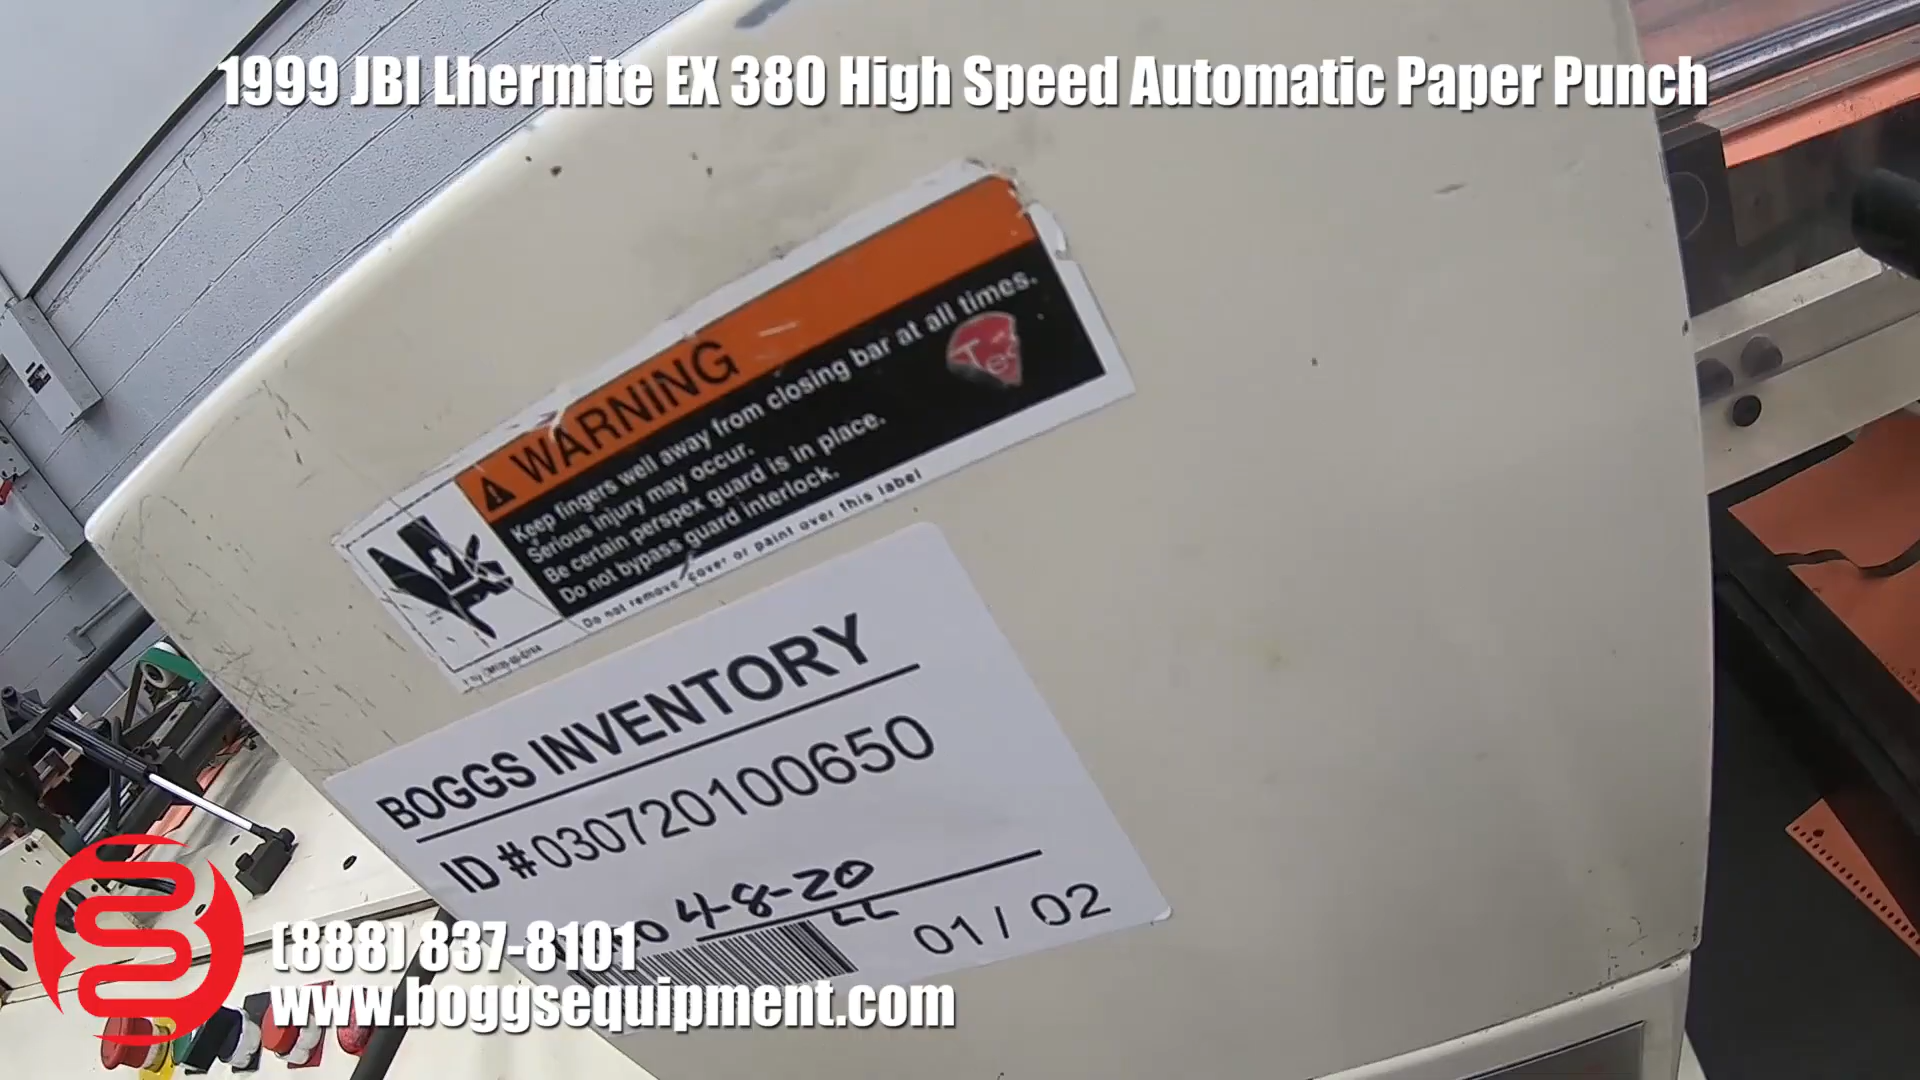 1999 JBI Lhermite EX 380 High Speed Automatic Paper Punch
WARNING
Keep fingers well away from closing bar at all times.
Serious injury may occur.
Be certain perspex guard is in place.
Do not bypass guard interlock.
Do not remove, cover or paint over this label
BOGGS INVENTORY
ID # 03072010065​0
4-8-20
LL
01 / 02
(888) 837-8101
www.boggsequipment.com